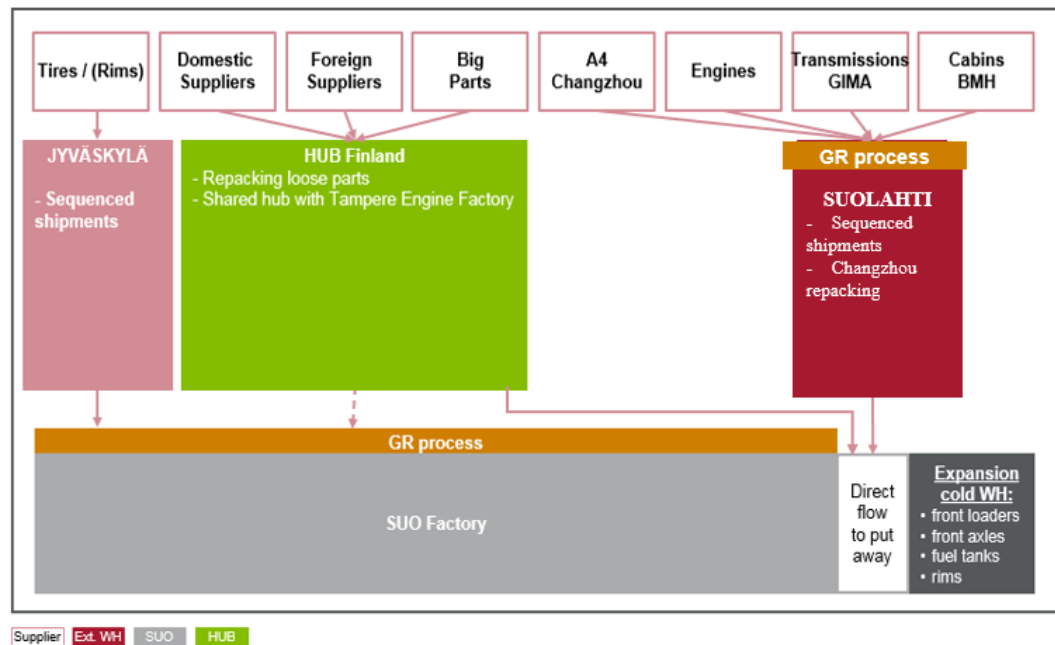 Tires / (Rims)
Domestic
Suppliers
Foreign
Suppliers
Big
Parts
A4
Changzhou
Engines
Transmissions
GIMA
Cabins
BMH
JYVÄSKYLÄ
- Sequenced
shipments
HUB Finland
- Repacking loose parts
- Shared hub with Tampere Engine Factory
GR process
SUOLAHTI
- Sequenced
shipments
- Changzhou
repacking
GR process
SUO Factory
Direct
flow
to put
away
Expansion
cold WH:
• front loaders
• front axles
• fuel tanks
• rims
Supplier
Ext. WH
SUO
HUB